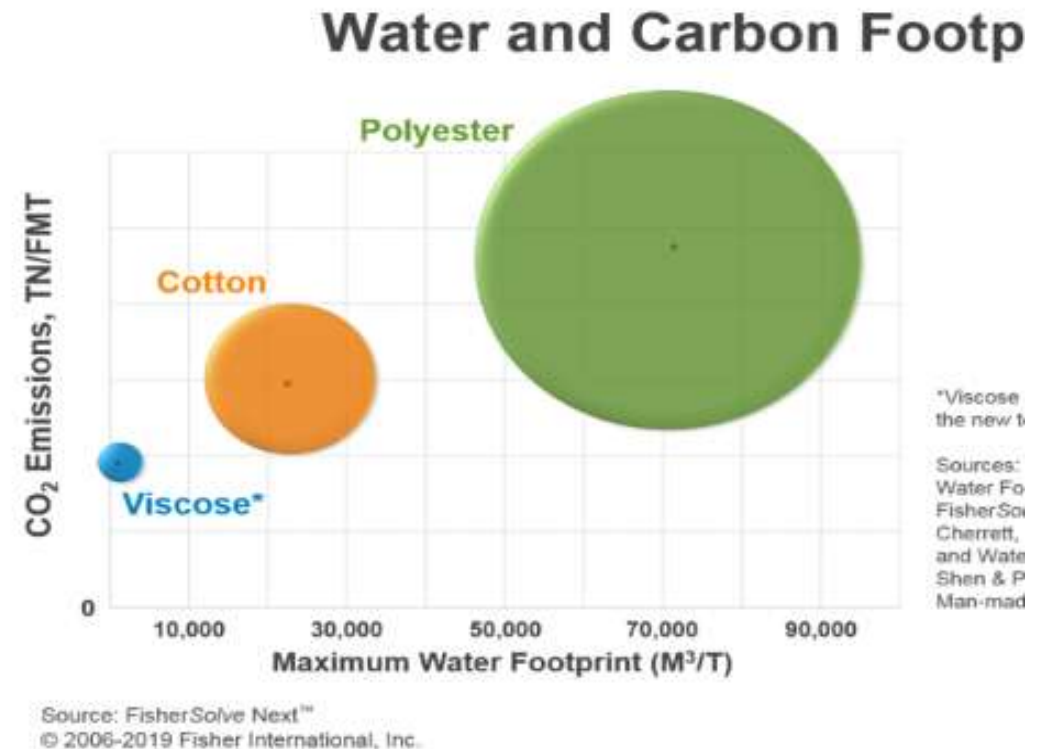 Water and Carbon Footp
Polyester
Cotton
Viscose*
CO₂ Emissions, TN/FMT
0
10,000 30,000 50,000 70,000 90,000
Maximum Water Footprint (M³/T)
*Viscose
the new t
Sources:
Water Fo
FisherSo
Cherrett,
and Wate
Shen & P
Man-mad
Source: FisherSolve Next™
© 2006-2019 Fisher International, Inc.